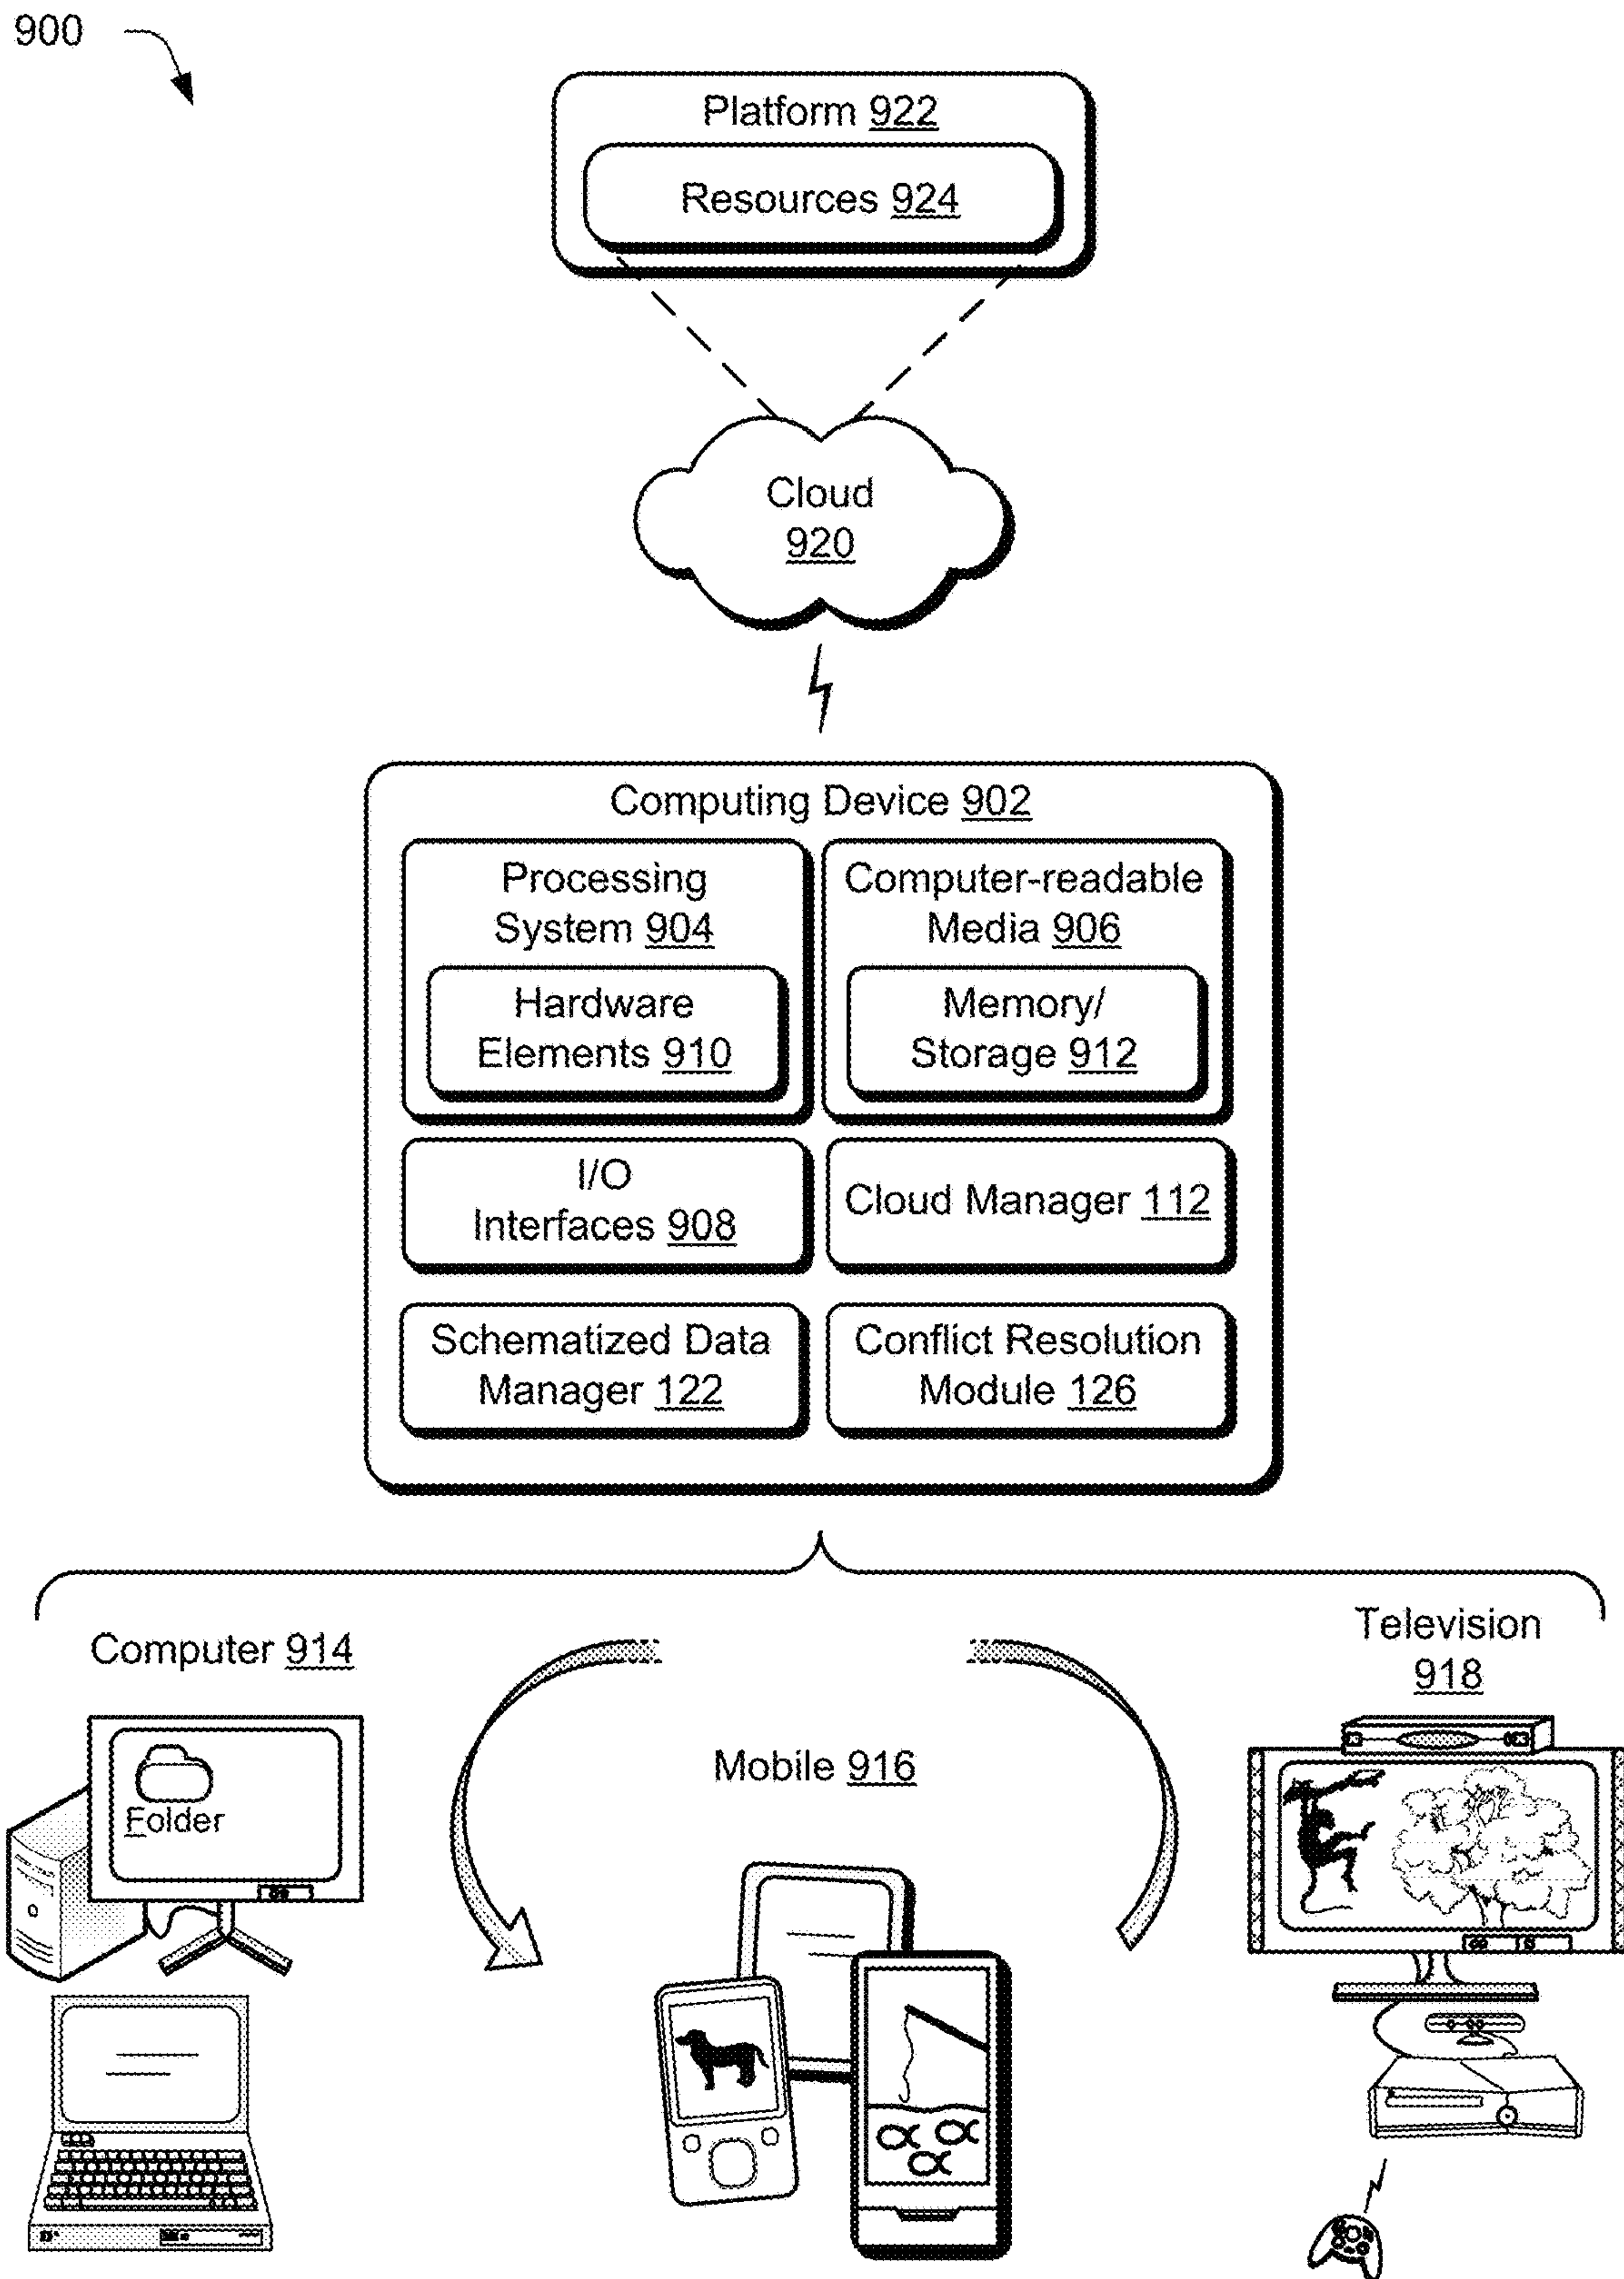 900
Platform 922
Resources 924
Cloud
920
Computing Device 902
Processing
System 904
Hardware
Elements 910
Computer-readable
Media 906
Memory/
Storage 912
I/O
Interfaces 908
Cloud Manager 112
Schematized Data
Manager 122
Conflict Resolution
Module 126
Computer 914
Folder
Mobile 916
Television
918